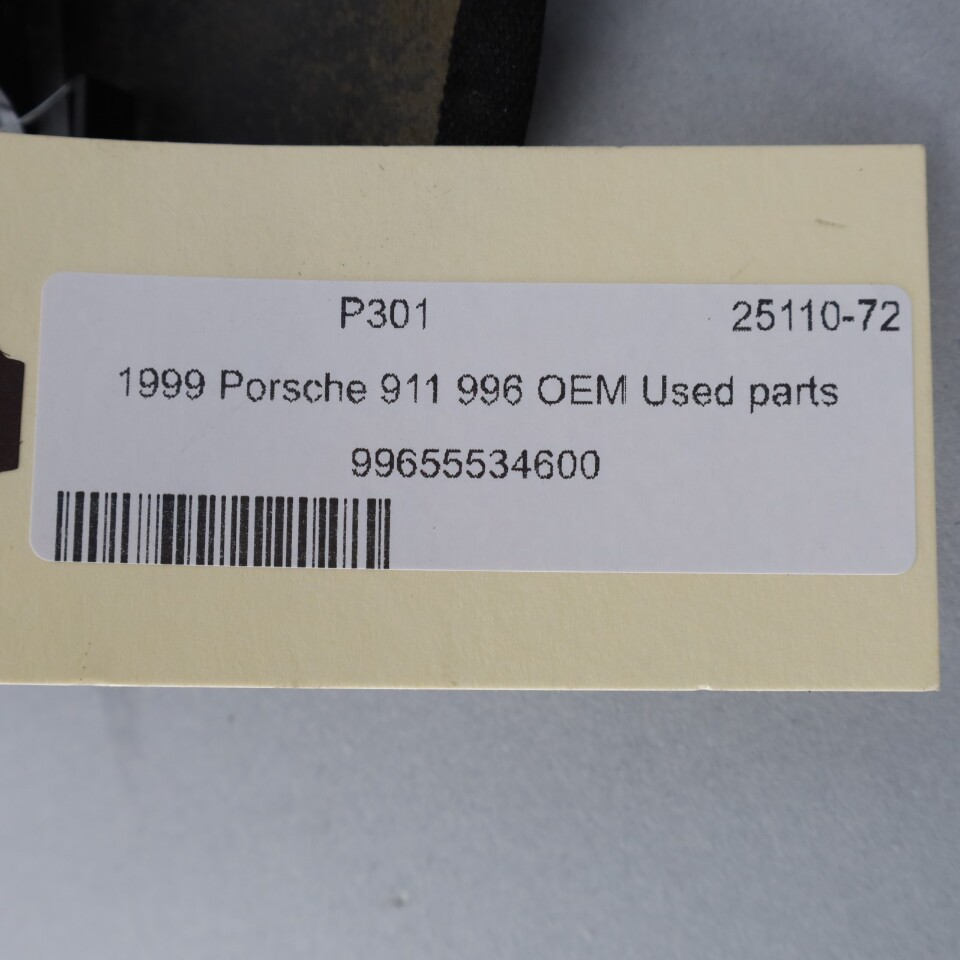 P301 25110-72
1999 Porsche 911 996 OEM Used parts
99655534600